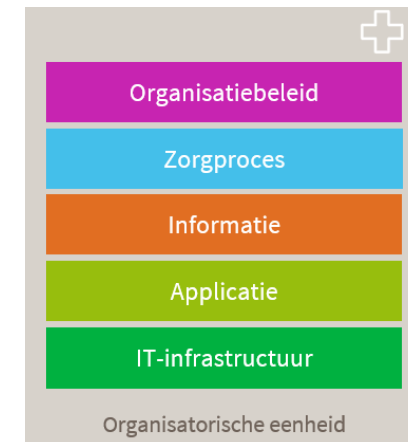 Organisatiebeleid
Zorgproces
Informatie
Applicatie
IT-infrastructuur
Organisatorische eenheid